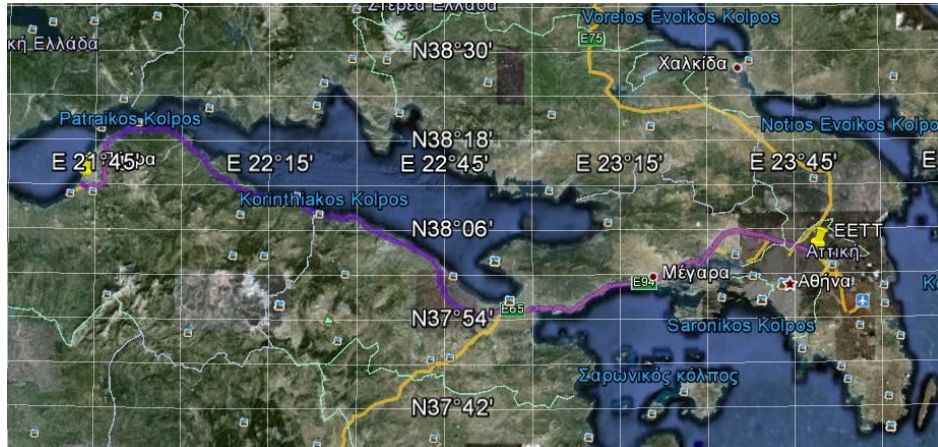 Στερεά Ελλάδα
Voreios Evoikos Kolpos
κή Ελλάδα
E75
N38°30'
Χαλκίδα
Patraikos Kolpos
Notios Evoikos Kolpo
N38°18'
E 21°45'
E 22°15'
E 22°45'
E 23°15'
E 23°45'
E
Korinthiakos Kolpos
N38°06'
ΕΕΤΤ
Αττική
Μέγαρα
E94
Αθήνα
E65
N37°54'
Saronikos Kolpos
Σαρωνικός κόλπος
N37°42'